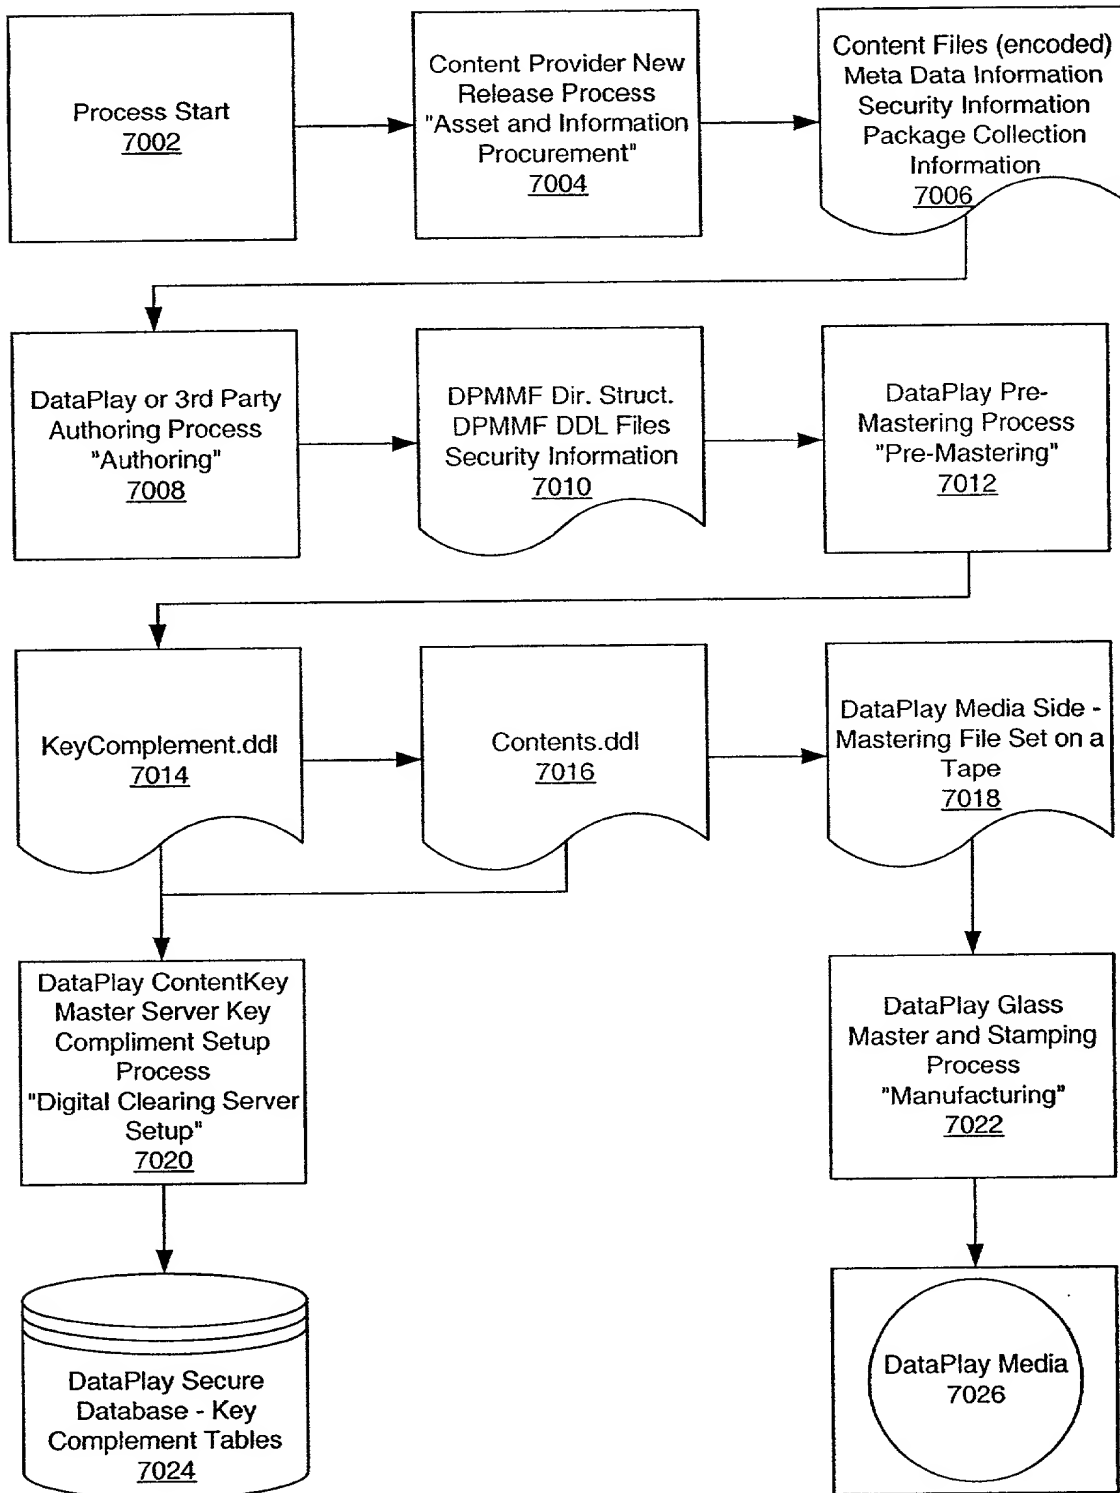 Process Start
7002
Content Provider New
Release Process
"Asset and Information
Procurement"
7004
Content Files (encoded)
Meta Data Information
Security Information
Package Collection
Information
7006
DataPlay or 3rd Party
Authoring Process
"Authoring"
7008
DPMMF Dir. Struct.
DPMMF DDL Files
Security Information
7010
DataPlay Pre-
Mastering Process
"Pre-Mastering"
7012
KeyComplement.ddl
7014
Contents.ddl
7016
DataPlay Media Side -
Mastering File Set on a
Tape
7018
DataPlay ContentKey
Master Server Key
Compliment Setup
Process
"Digital Clearing Server
Setup"
7020
DataPlay Glass
Master and Stamping
Process
"Manufacturing"
7022
DataPlay Secure
Database - Key
Complement Tables
7024
DataPlay Media
7026